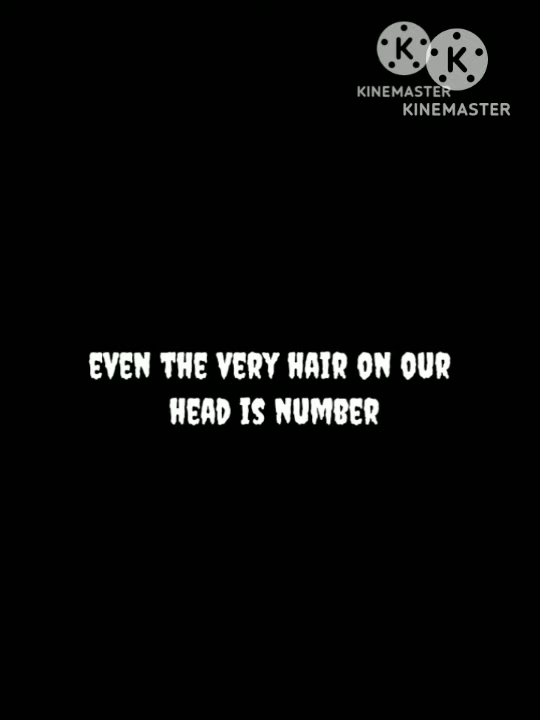 K K
KINEMASTER
KINEMASTER
EVEN THE VERY HAIR ON OUR
HEAD IS NUMBER